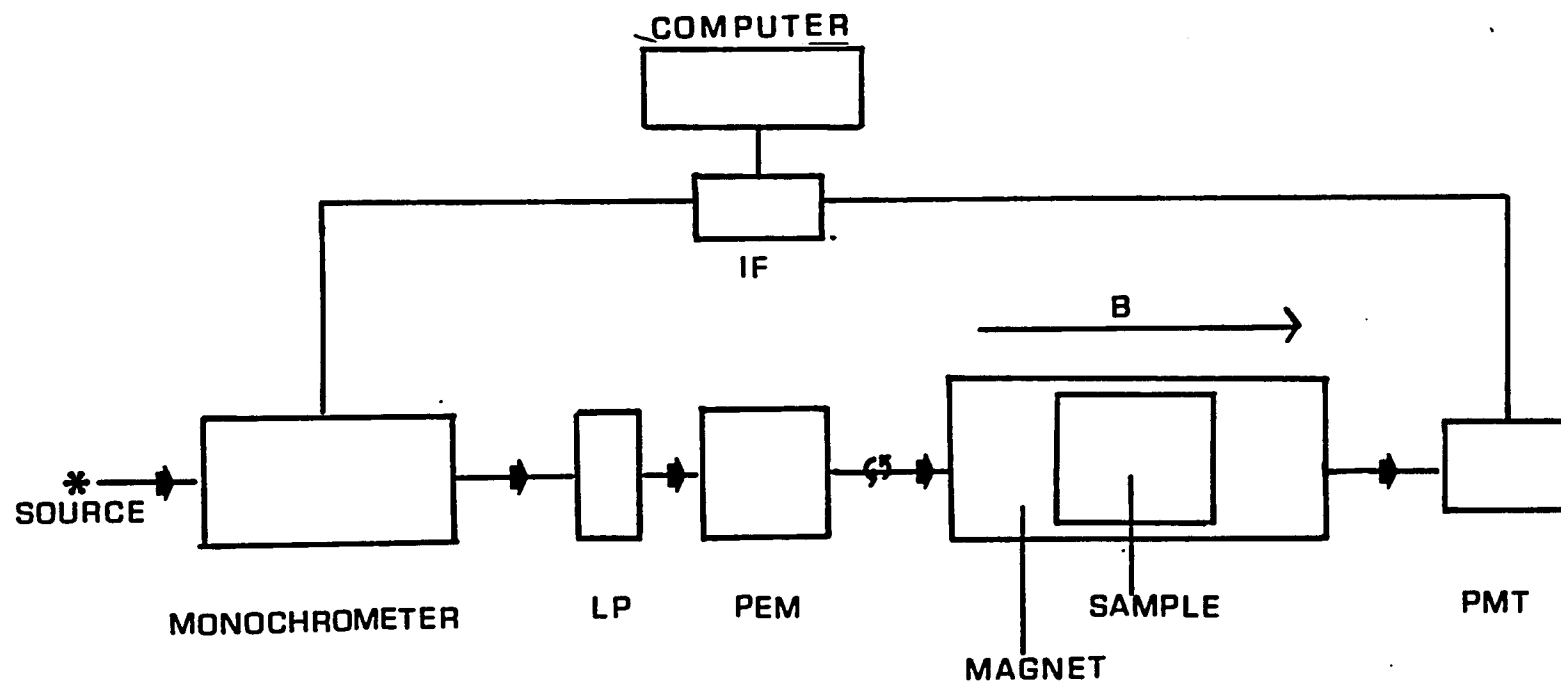 COMPUTER
IF
B
SOURCE
MONOCHROMETER
LP
PEM
SAMPLE
PMT
MAGNET